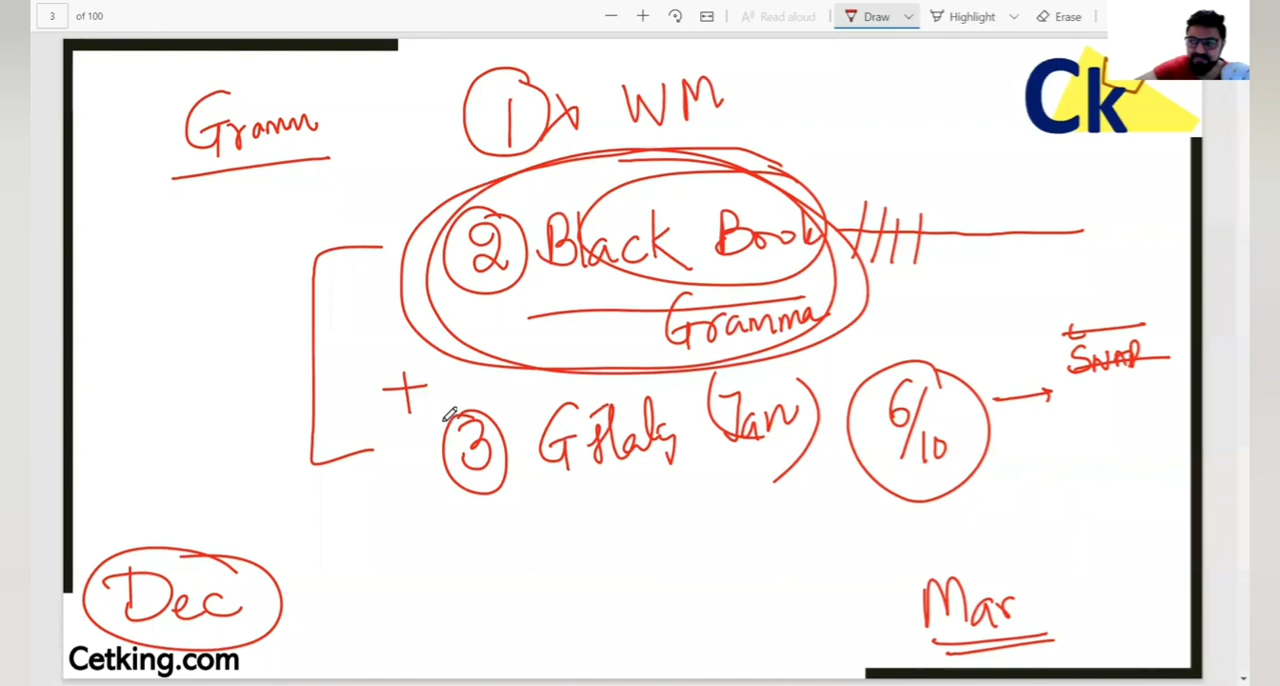 3 of 100
Read aloud Draw Highlight Erase
Ck
Gramm
1 x WM
2 Black Book
Gramma
SNAP
+
3 (Jan) 6/10
Dec
Mar
Cetking.com